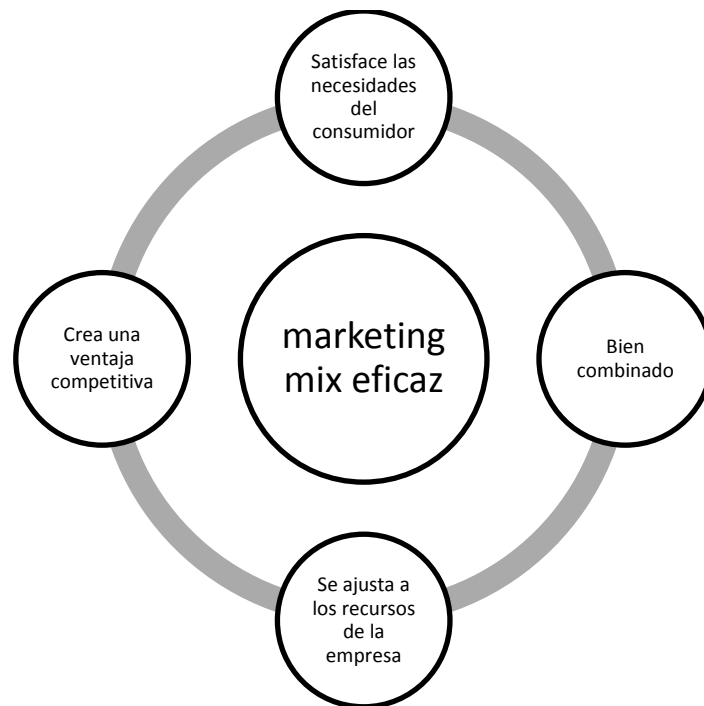 Satisface las
necesidades
del
consumidor
Crea una
ventaja
competitiva
marketing
mix eficaz
Bien
combinado
Se ajusta a
los recursos
de la
empresa